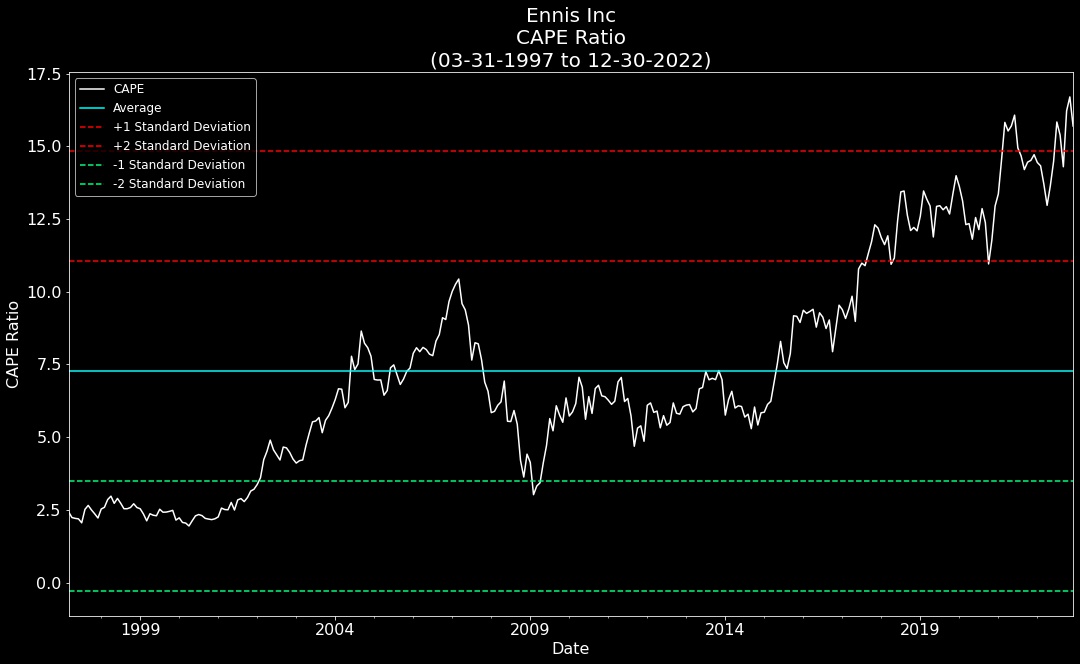 Ennis Inc
CAPE Ratio
(03-31-1997 to 12-30-2022)
17.5
15.0
12.5
10.0
7.5
5.0
2.5
0.0
CAPE Ratio
CAPE
Average
+1 Standard Deviation
+2 Standard Deviation
-1 Standard Deviation
-2 Standard Deviation
1999
2004
2009
2014
2019
Date